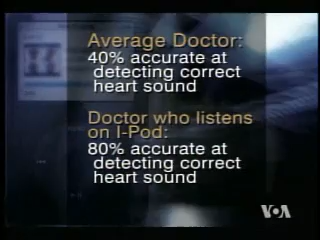 Average Doctor:
40% accurate at
detecting correct
heart sound
Doctor who listens
on I-Pod:
80% accurate at
detecting correct
heart sound
VOA